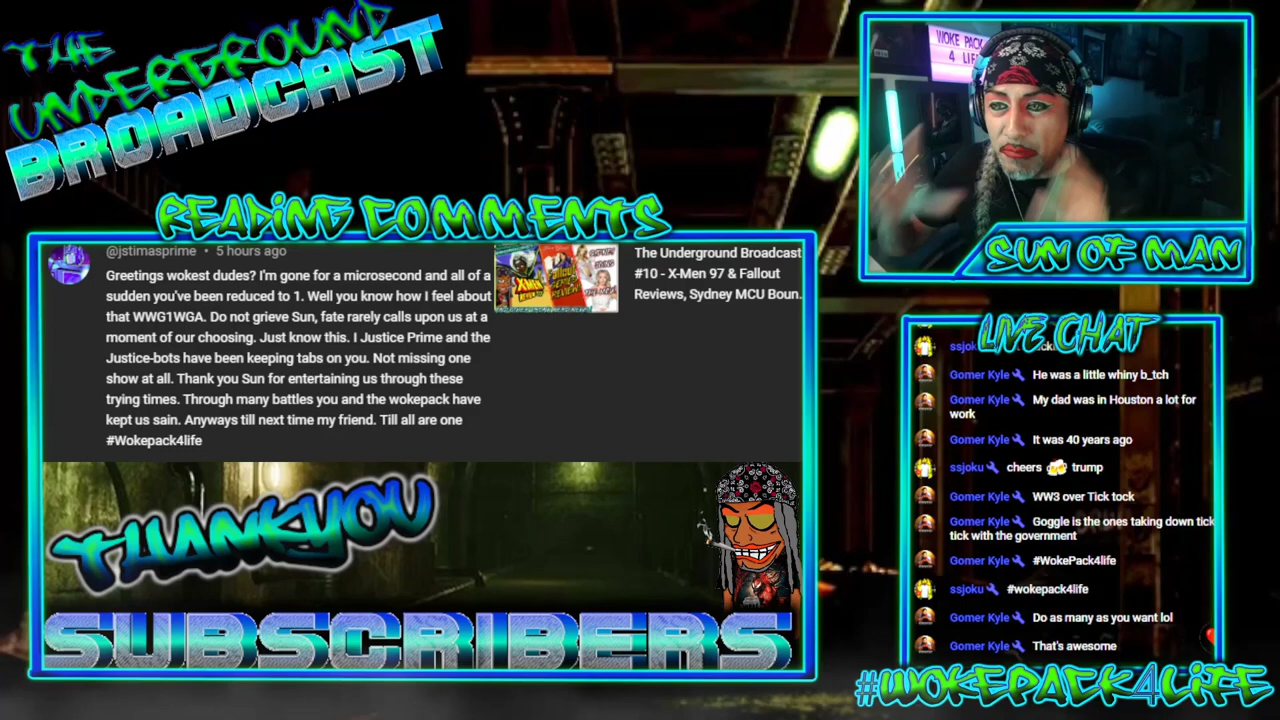 THE
UNDERGROUND
BROADCAST
READING COMMENTS
@jstimasprime • 5 hours ago
Greetings wokest dudes? I'm gone for a microsecond and all of a
sudden you've been reduced to 1. Well you know how I feel about
that WWG1WGA. Do not grieve Sun, fate rarely calls upon us at a
moment of our choosing. Just know this. I Justice Prime and the
Justice-bots have been keeping tabs on you. Not missing one
show at all. Thank you Sun for entertaining us through these
trying times. Through many battles you and the wokepack have
kept us sain. Anyways till next time my friend. Till all are one
#Wokepack4life
The Underground Broadcast
#10 - X-Men 97 & Fallout
Reviews, Sydney MCU Boun.
THANKYOU
SUBSCRIBERS
WOKE PACK
4 LIFE
SUN OF MAN
LIVE CHAT
ssjok
Gomer Kyle He was a little whiny b_tch
Gomer Kyle My dad was in Houston a lot for
work
Gomer Kyle It was 40 years ago
ssjoku cheers 🍻 trump
Gomer Kyle WW3 over Tick tock
Gomer Kyle Goggle is the ones taking down tick
tick with the government
Gomer Kyle #WokePack4life
ssjoku #wokepack4life
Gomer Kyle Do as many as you want lol
Gomer Kyle That's awesome
#WOKEPACK4LIFE